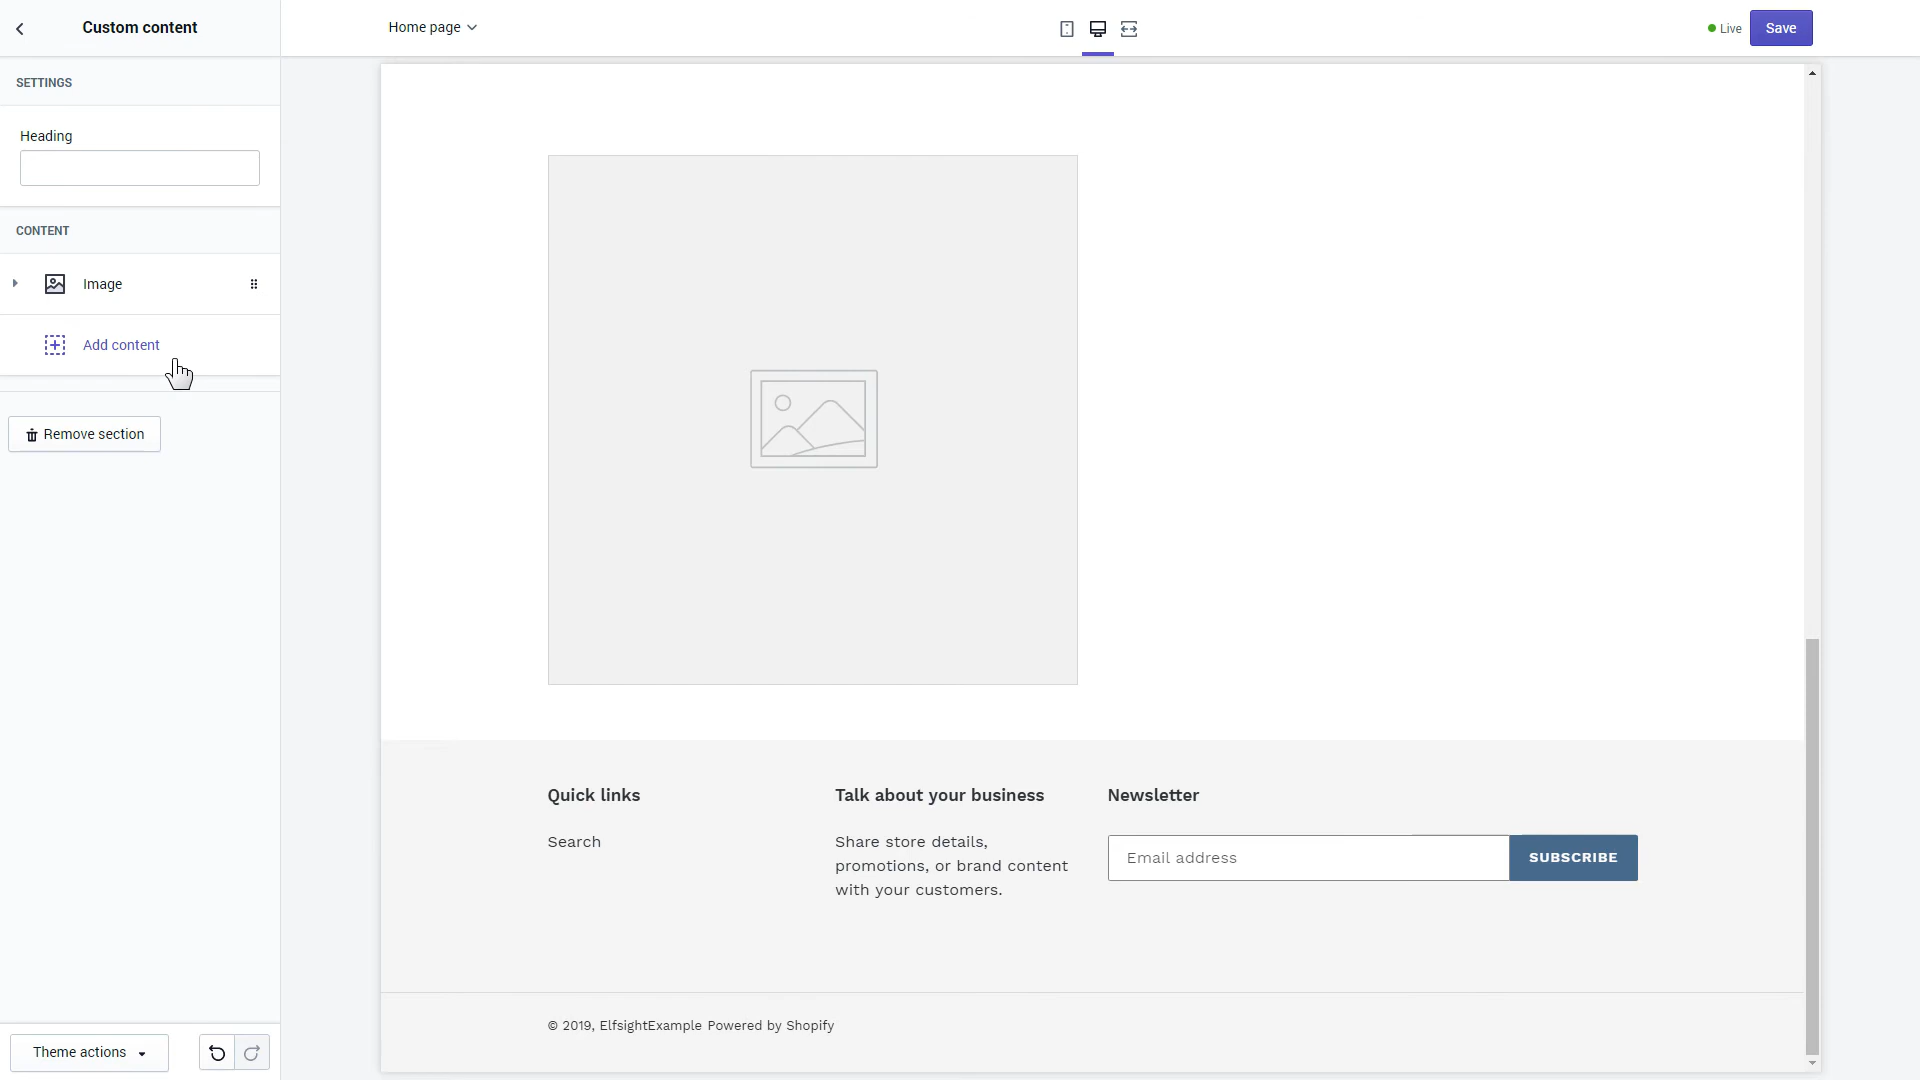 Custom content
Home page
Live
Save
SETTINGS
Heading
CONTENT
Image
Add content
Remove section
Quick links
Search
Talk about your business
Share store details,
promotions, or brand content
with your customers.
Newsletter
Email address
SUBSCRIBE
© 2019, ElfsightExample Powered by Shopify
Theme actions